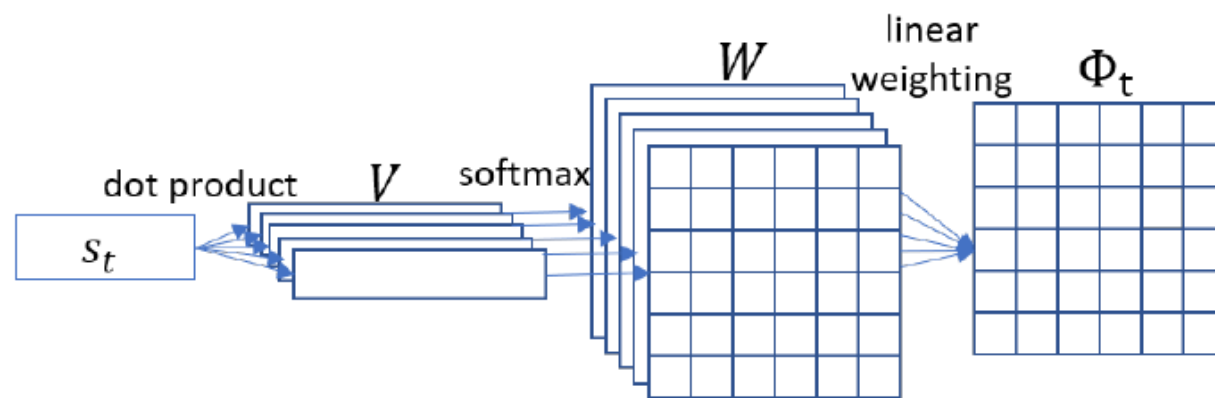 linear
weighting
W
Φt
softmax
V
dot product
st